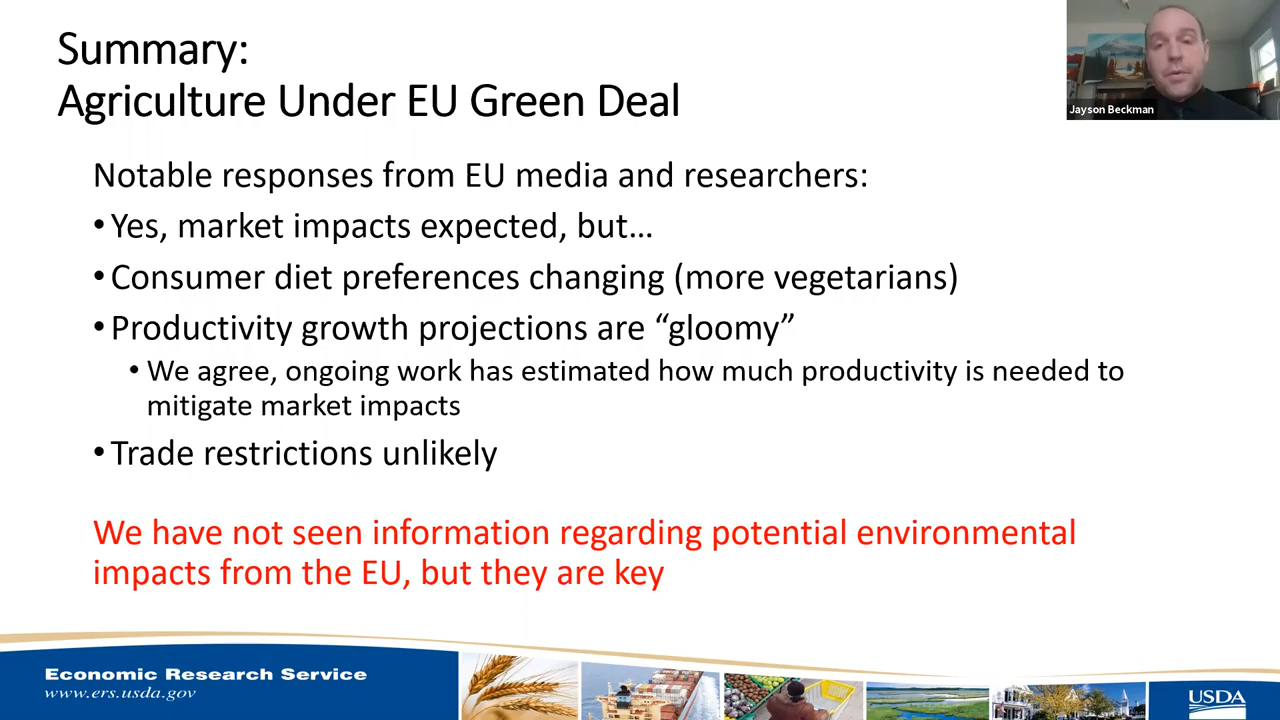 Summary:
Agriculture Under EU Green Deal
Jayson Beckman
Notable responses from EU media and researchers:
•Yes, market impacts expected, but…
•Consumer diet preferences changing (more vegetarians)
•Productivity growth projections are “gloomy”
•We agree, ongoing work has estimated how much productivity is needed to
mitigate market impacts
•Trade restrictions unlikely
We have not seen information regarding potential environmental
impacts from the EU, but they are key
Economic Research Service
www.ers.usda.gov
USDA